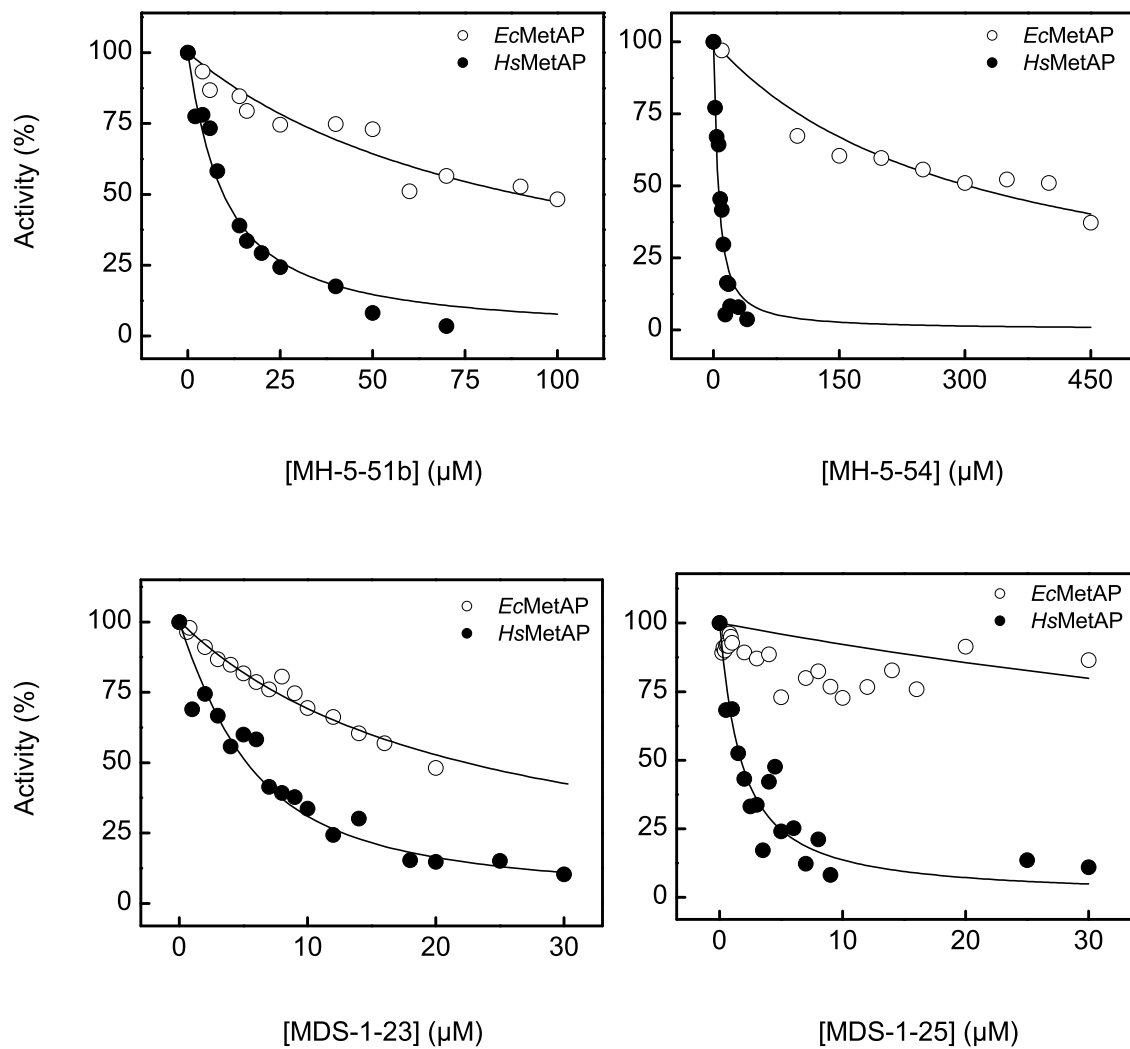 EcMetAP
HsMetAP
100
75
50
25
0
Activity (%)
0 25 50 75 100
[MH-5-51b] (µM)
EcMetAP
HsMetAP
100
75
50
25
0
0 150 300 450
[MH-5-54] (µM)
EcMetAP
HsMetAP
100
75
50
25
0
Activity (%)
0 10 20 30
[MDS-1-23] (µM)
EcMetAP
HsMetAP
100
75
50
25
0
0 10 20 30
[MDS-1-25] (µM)